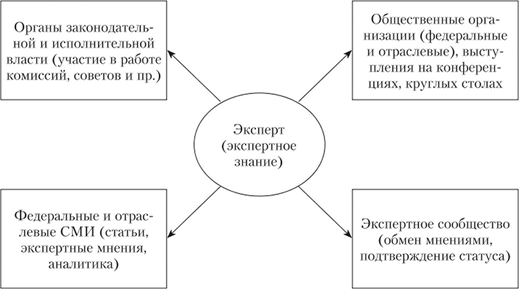 Органы законодатель-
ной и исполнительной
власти (участие в работе
комиссий, советов и пр.)
Общественные орга-
низации (федеральные
и отраслевые), высту-
пления на конферен-
циях, круглых столах
Эксперт
(экспертное
знание)
Федеральные и отрас-
левые СМИ (статьи,
экспертные мнения,
аналитика)
Экспертное сообщество
(обмен мнениями,
подтверждение статуса)